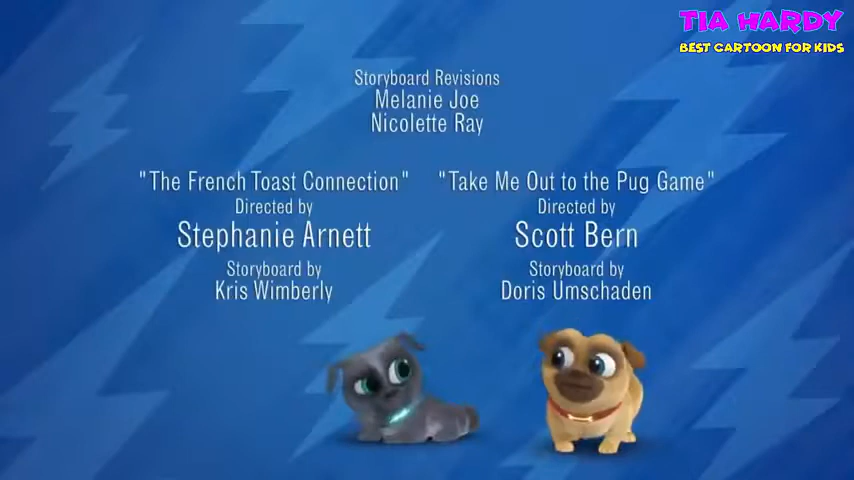 TIA HARDY
BEST CARTOON FOR KIDS
Storyboard Revisions
Melanie Joe
Nicolette Ray
"The French Toast Connection"
Directed by
Stephanie Arnett
Storyboard by
Kris Wimberly
"Take Me Out to the Pug Game"
Directed by
Scott Bern
Storyboard by
Doris Umschaden